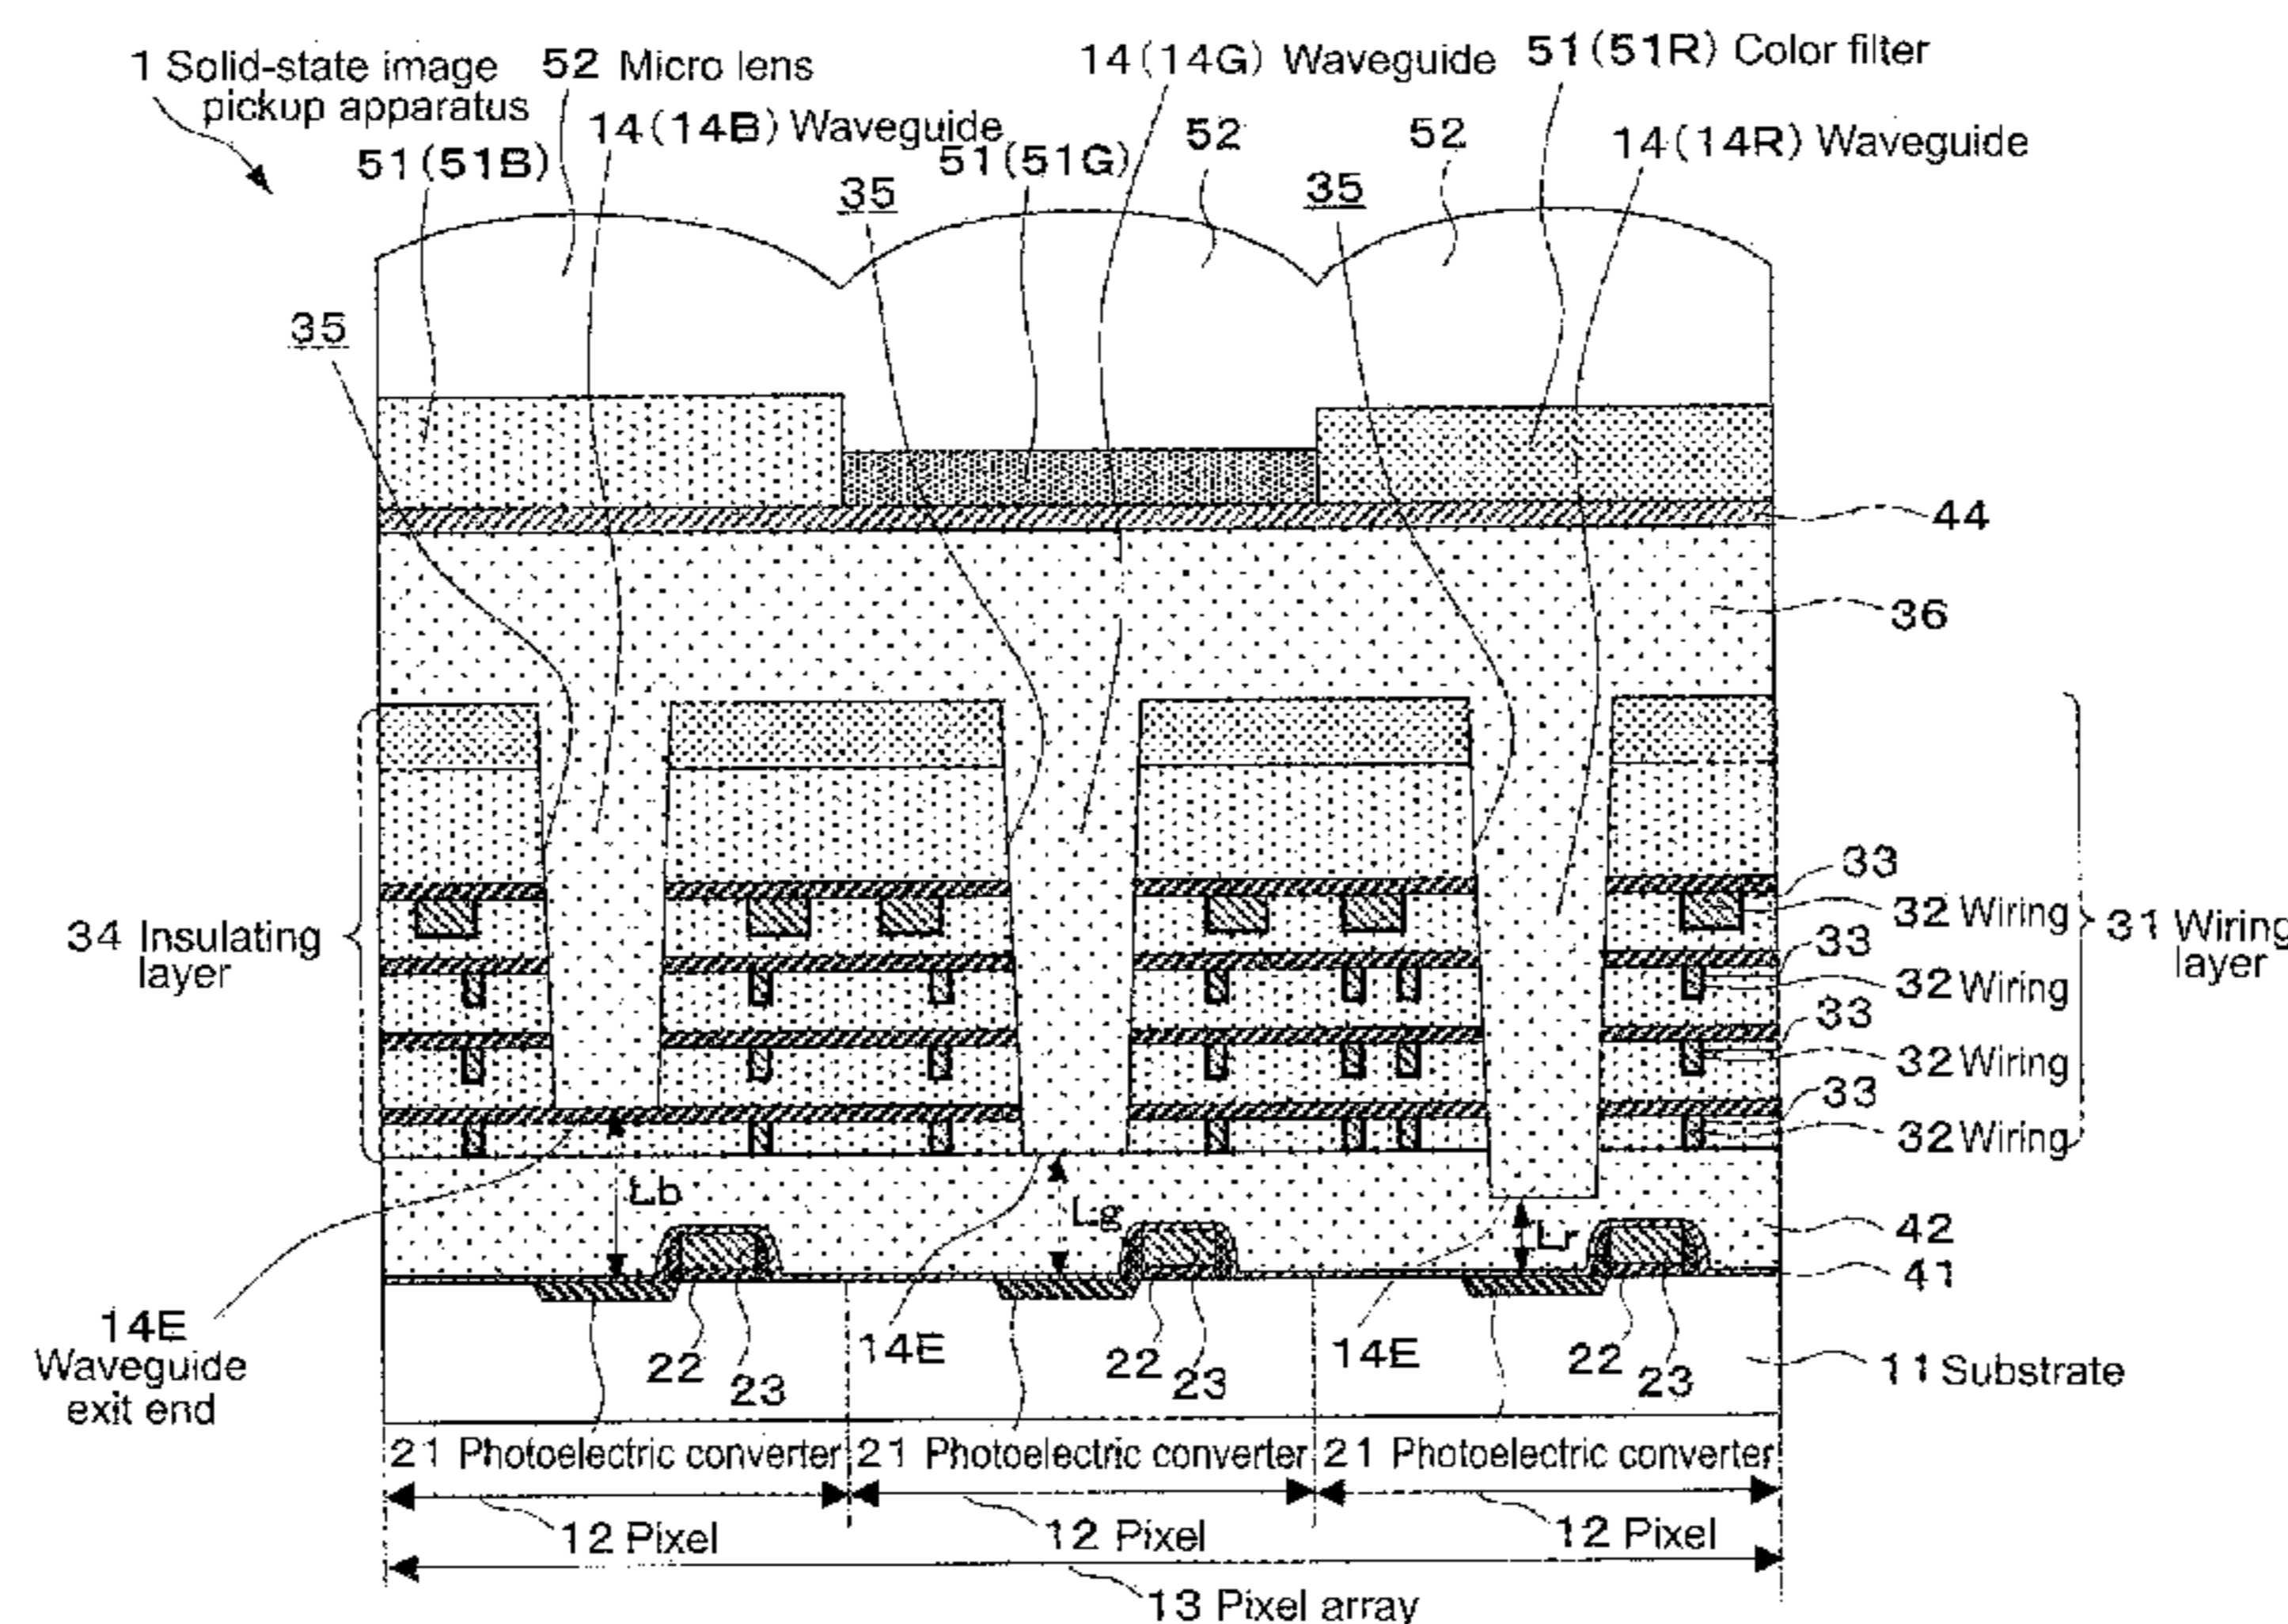 1 Solid-state image
pickup apparatus
52 Micro lens
14(14G) Waveguide
51(51R) Color filter
51(51B)
14(14B) Waveguide
35
51(51G)
52
35
52
14(14R) Waveguide
35
44
36
33
32 Wiring
33
32 Wiring
33
32 Wiring
33
32 Wiring
31 Wiring
layer
34 Insulating
layer
Lb
Lg
Lr
42
41
14E
Waveguide
exit end
22
23
14E
22
23
14E
22
23
11 Substrate
21 Photoelectric converter
21 Photoelectric converter
21 Photoelectric converter
12 Pixel
12 Pixel
12 Pixel
13 Pixel array